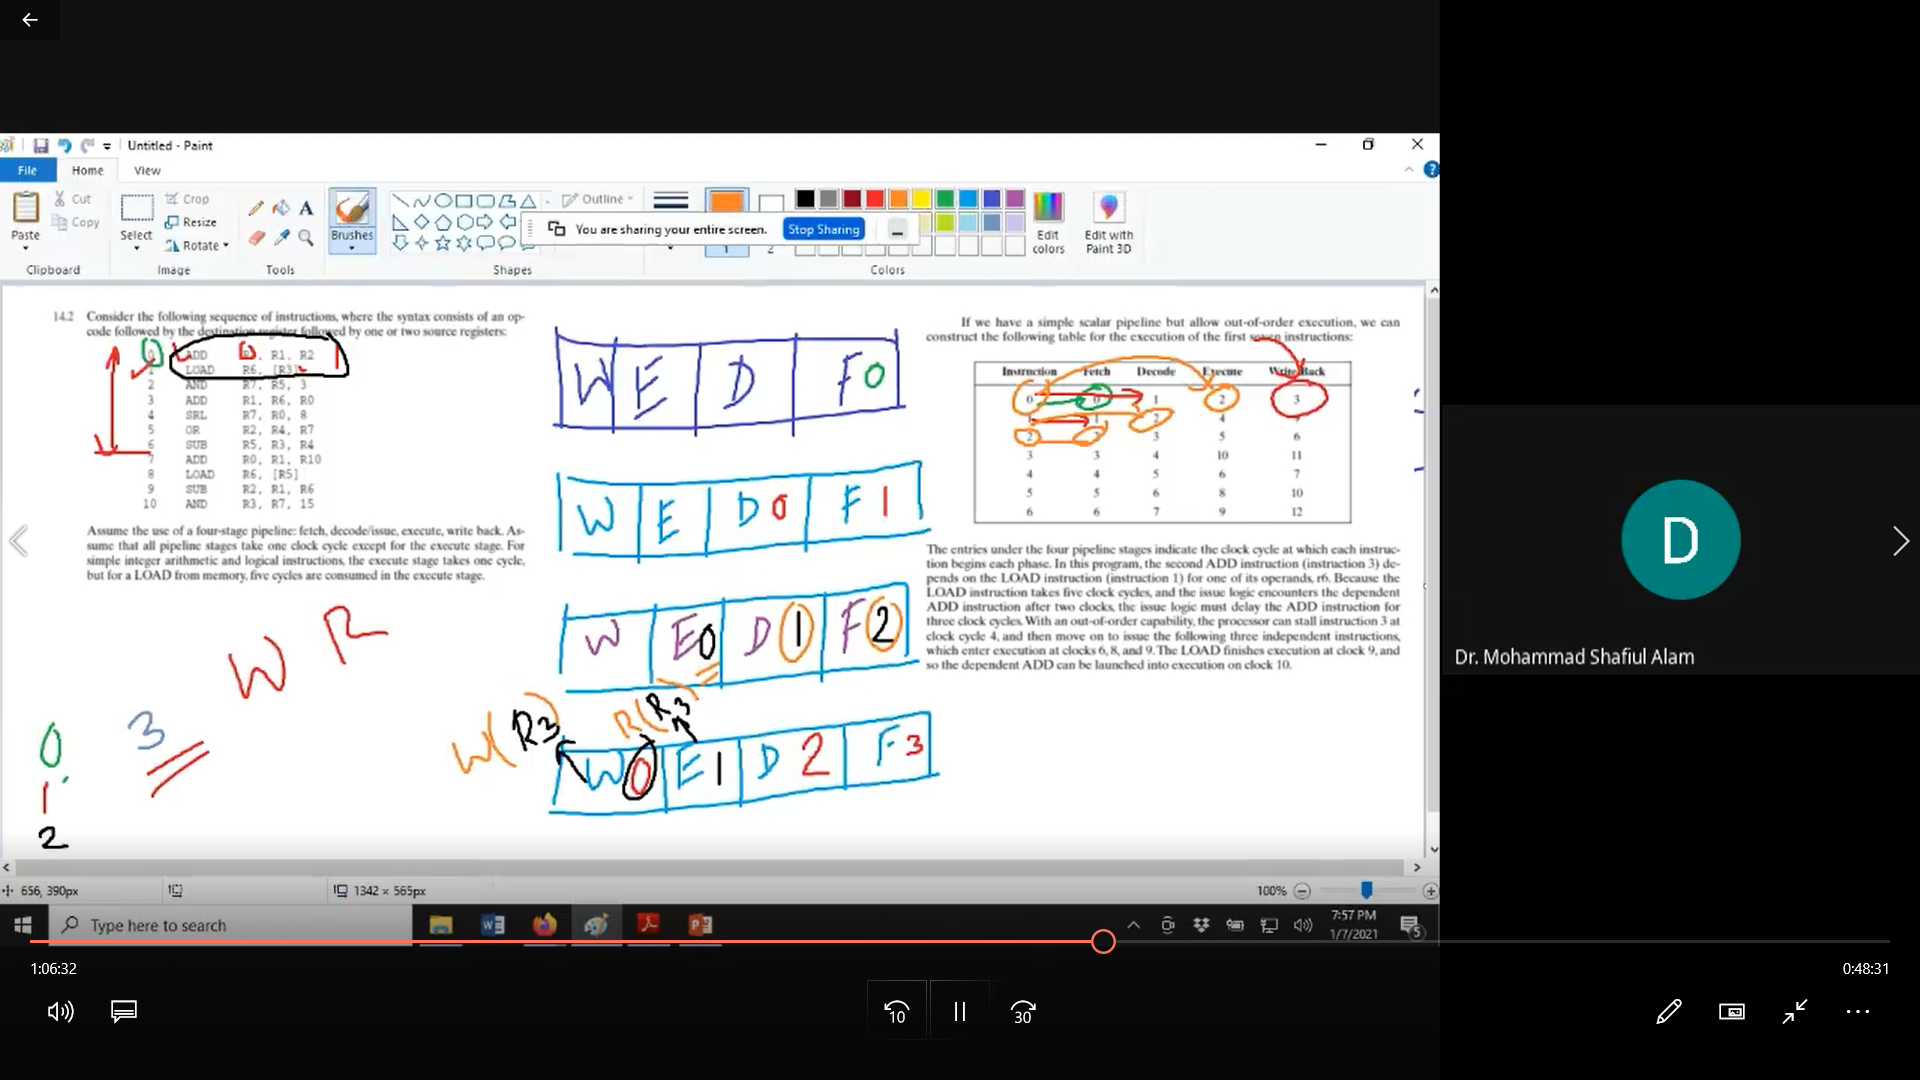 Untitled - Paint
File Home View
Cut
Copy
Paste
Crop
Resize
Rotate
Select
Brushes
Outline
You are sharing your entire screen. Stop Sharing
Edit colors
Edit with Paint 3D
1 2
Clipboard Image Tools Shapes Colors
14.2 Consider the following sequence of instructions, where the syntax consists of an op-
code followed by the destination register followed by one or two source registers:
ADD , R1, R2
LOAD R6, [R3]
2 AND R7, R5, 3
3 ADD R1, R6, R0
4 SRL R7, R0, 8
5 OR R2, R4, R7
6 SUB R5, R3, R4
7 ADD R0, R1, R10
8 LOAD R6, [R5]
9 SUB R2, R1, R6
10 AND R3, R7, 15
Assume the use of a four-stage pipeline: fetch, decode/issue, execute, write back. As-
sume that all pipeline stages take one clock cycle except for the execute stage. For
simple integer arithmetic and logical instructions, the execute stage takes one cycle,
but for a LOAD from memory, five cycles are consumed in the execute stage.
W R
0
1
2
3
W E D F 0
W E D 0 F 1
W E 0 D 1 F 2
W(R3) R(R3
W 0 E 1 D 2 F 3
If we have a simple scalar pipeline but allow out-of-order execution, we can
construct the following table for the execution of the first seven instructions:
Instruction Fetch Decode Execute Write Back
0 0 1 2 3
1 2 4
2 3 5 6
3 3 4 10 11
4 4 5 6 7
5 5 6 8 10
6 6 7 9 12
The entries under the four pipeline stages indicate the clock cycle at which each instruc-
tion begins each phase. In this program, the second ADD instruction (instruction 3) de-
pends on the LOAD instruction (instruction 1) for one of its operands, r6. Because the
LOAD instruction takes five clock cycles, and the issue logic encounters the dependent
ADD instruction after two clocks, the issue logic must delay the ADD instruction for
three clock cycles. With an out-of-order capability, the processor can stall instruction 3 at
clock cycle 4, and then move on to issue the following three independent instructions,
which enter execution at clocks 6, 8, and 9. The LOAD finishes execution at clock 9, and
so the dependent ADD can be launched into execution on clock 10.
D
Dr. Mohammad Shafiul Alam
656, 390px
1342 × 565px
100%
Type here to search
7:57 PM
1/7/2021
5
1:06:32
0:48:31
10
30